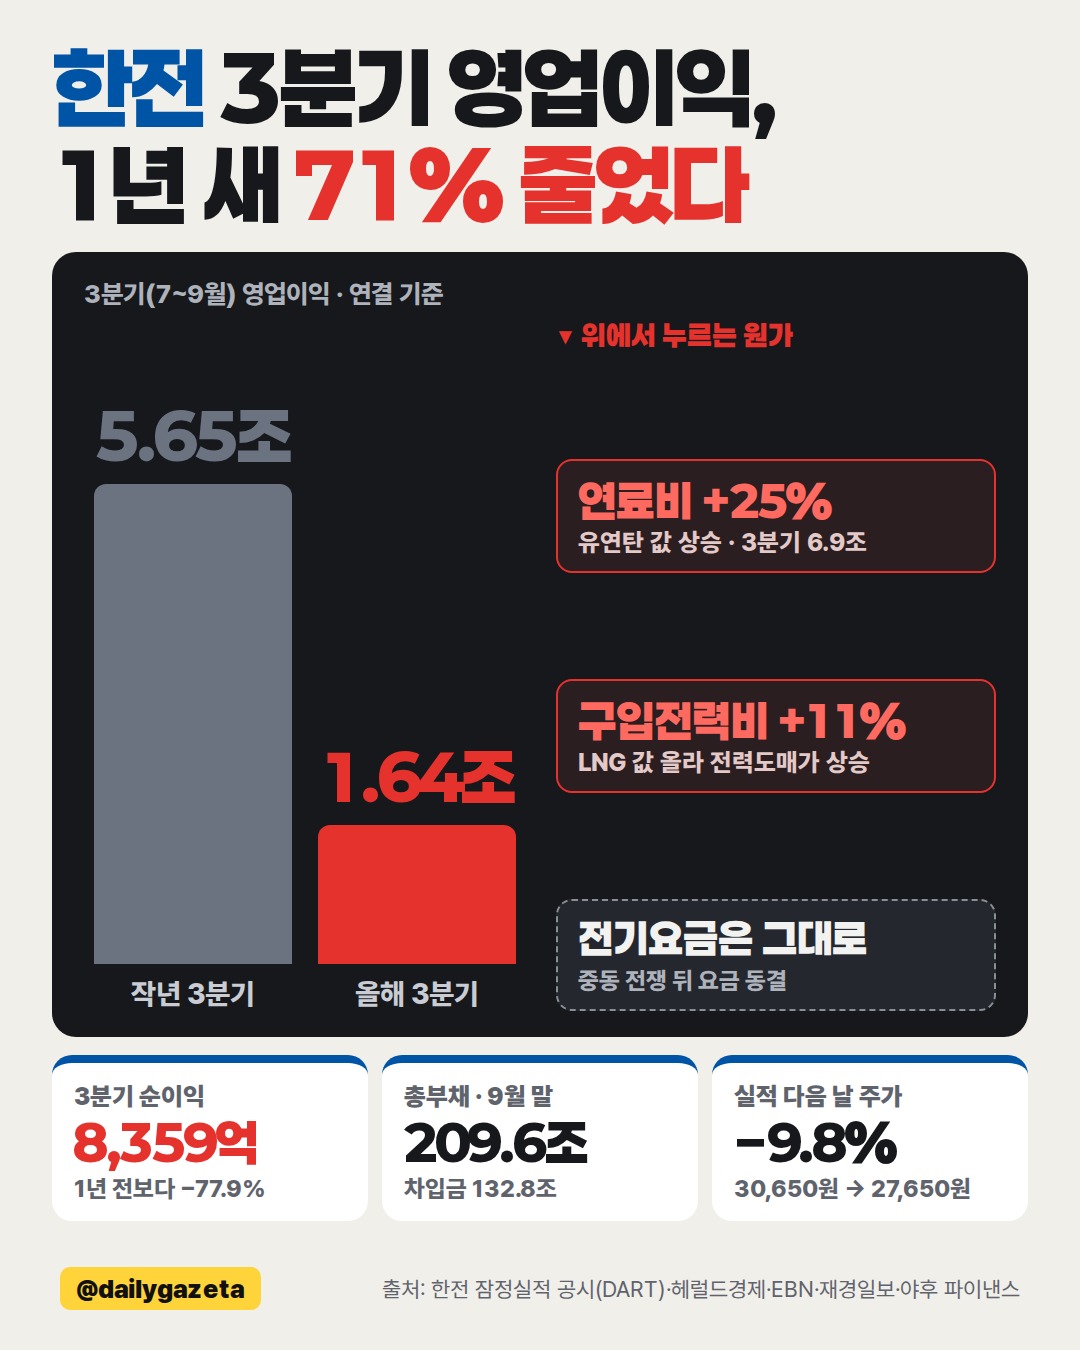 한전 3분기 영업이익,
1년 새 71% 줄었다
3분기(7~9월) 영업이익 · 연결 기준
▼ 위에서 누르는 원가
5.65조
연료비 +25%
유연탄 값 상승 · 3분기 6.9조
구입전력비 +11%
LNG 값 올라 전력도매가 상승
1.64조
전기요금은 그대로
중동 전쟁 뒤 요금 동결
작년 3분기
올해 3분기
3분기 순이익
8,359억
1년 전보다 −77.9%
총부채 · 9월 말
209.6조
차입금 132.8조
실적 다음 날 주가
−9.8%
30,650원 → 27,650원
@dailygazeta
출처: 한전 잠정실적 공시(DART)·헤럴드경제·EBN·재경일보·야후 파이낸스